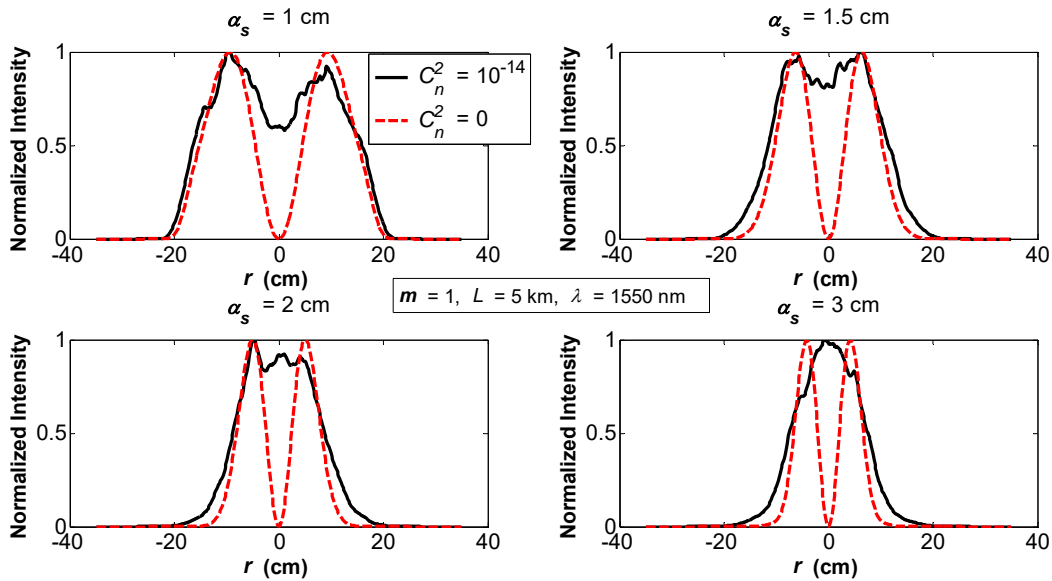 α_s = 1 cm
Normalized Intensity
1
0.5
0
-40 -20 0 20 40
r (cm)
C_n^2 = 10^-14
C_n^2 = 0
α_s = 1.5 cm
Normalized Intensity
1
0.5
0
-40 -20 0 20 40
r (cm)
m = 1, L = 5 km, λ = 1550 nm
α_s = 2 cm
Normalized Intensity
1
0.5
0
-40 -20 0 20 40
r (cm)
α_s = 3 cm
Normalized Intensity
1
0.5
0
-40 -20 0 20 40
r (cm)